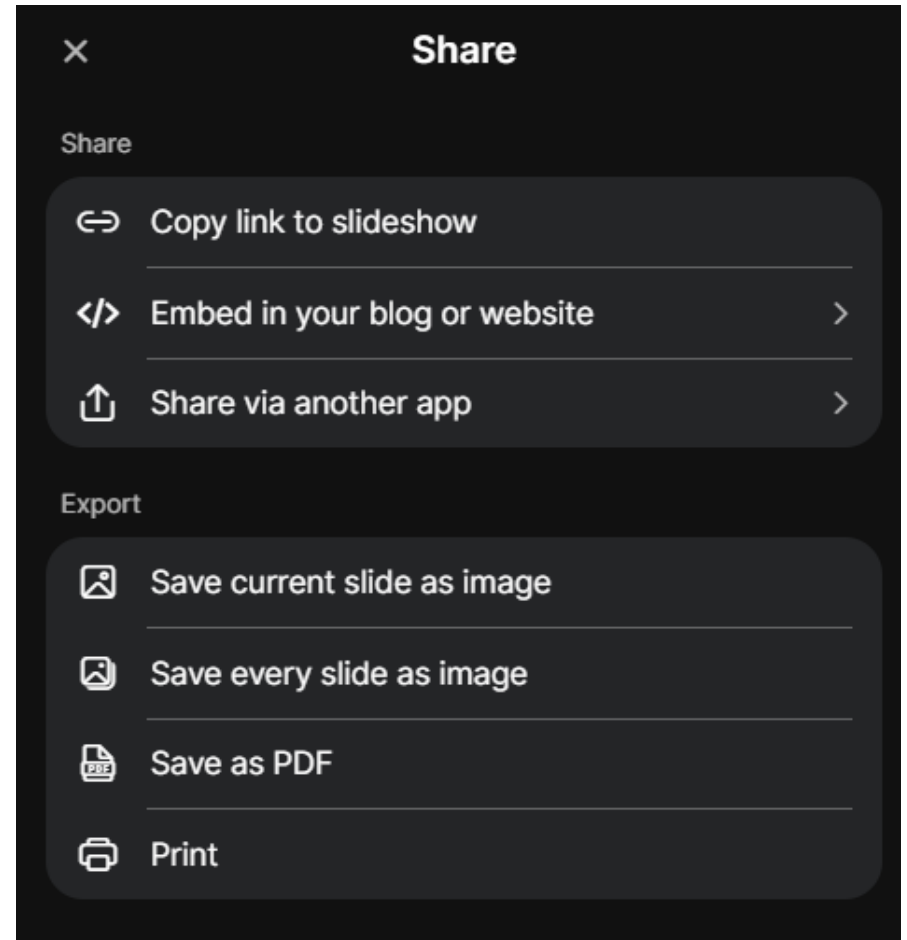 Share
Share
Copy link to slideshow
Embed in your blog or website
Share via another app
Export
Save current slide as image
Save every slide as image
PDF
Save as PDF
Print